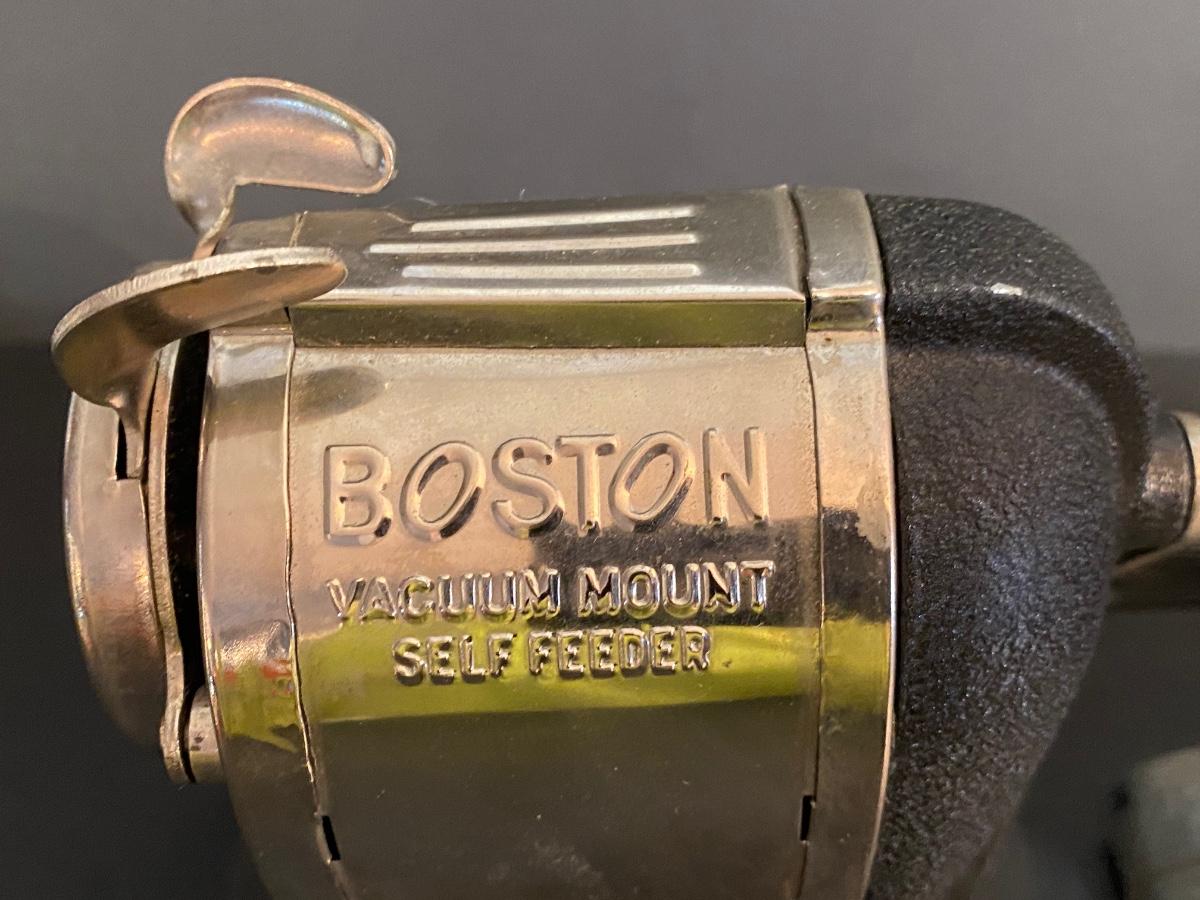 BOSTON
VACUUM MOUNT
SELF FEEDER